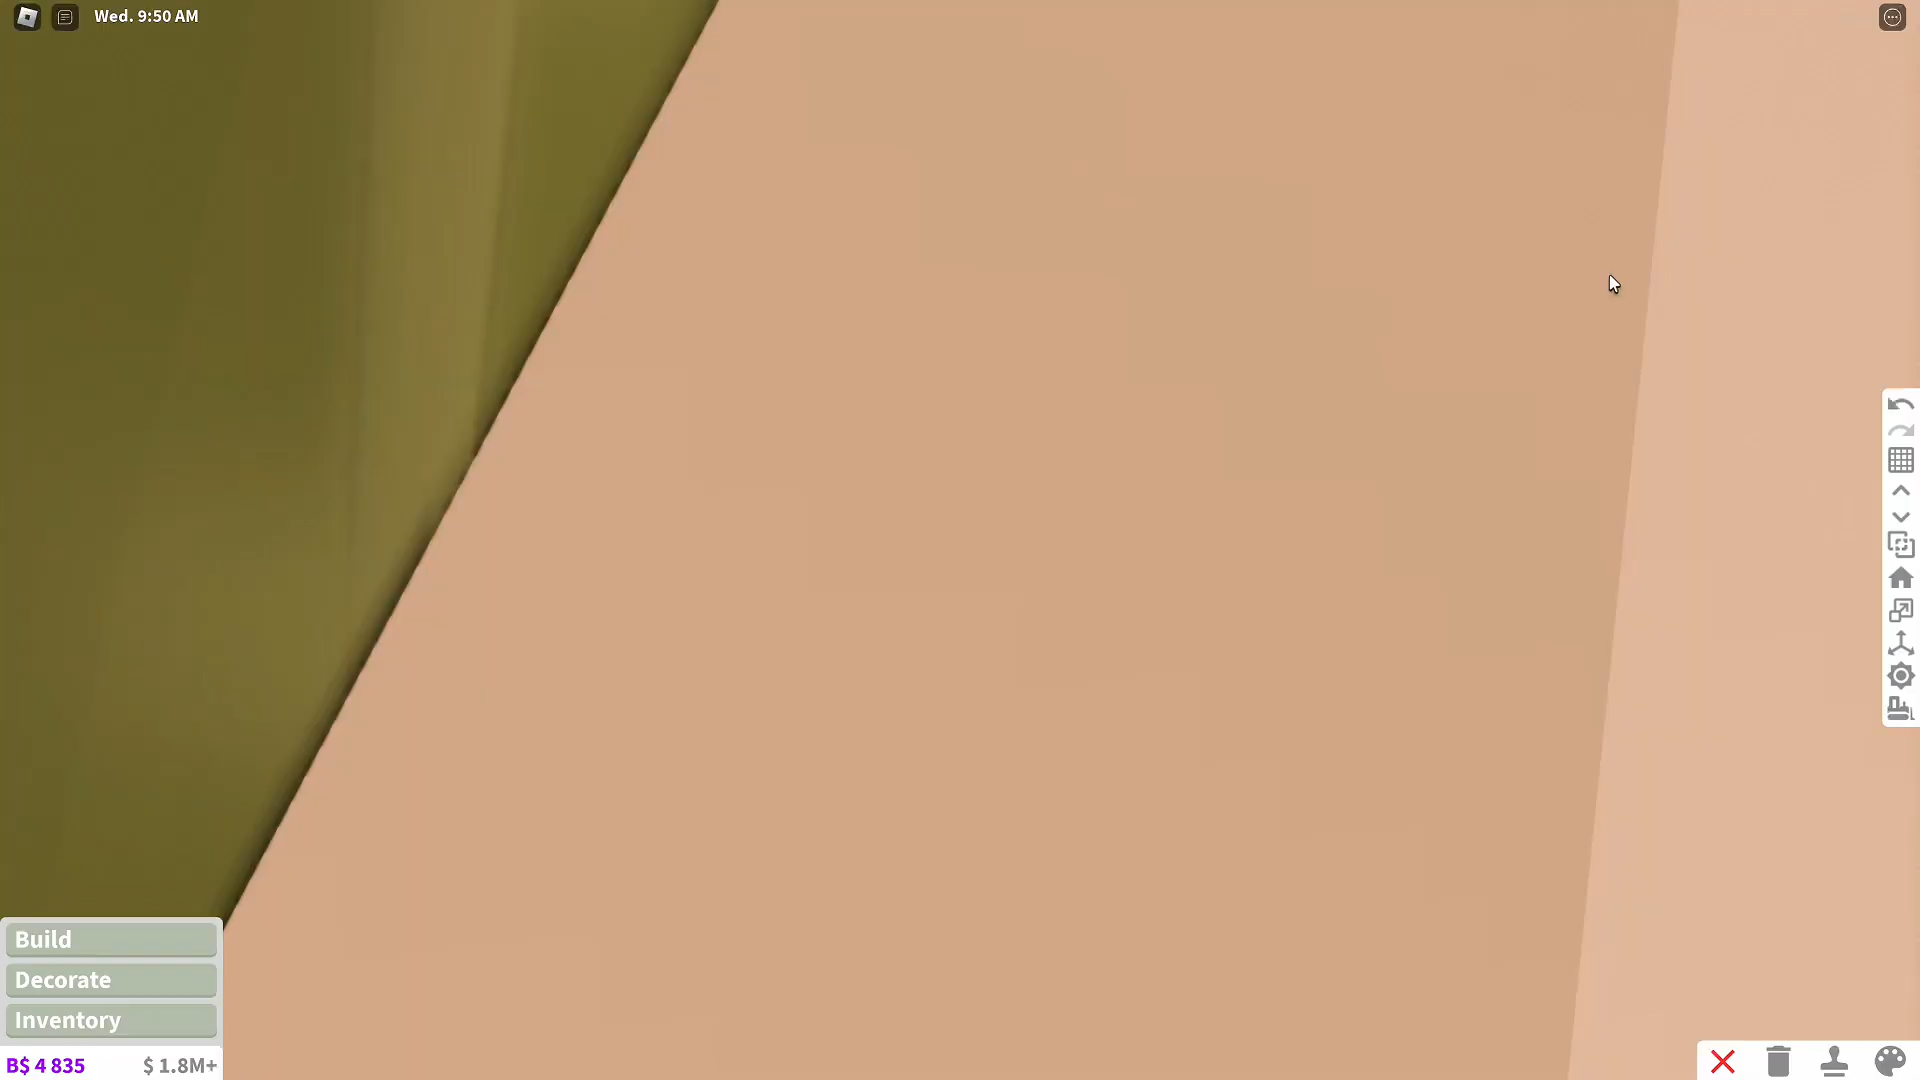 Wed. 9:50 AM
Build
Decorate
Inventory
B$ 4 835 $ 1.8M+